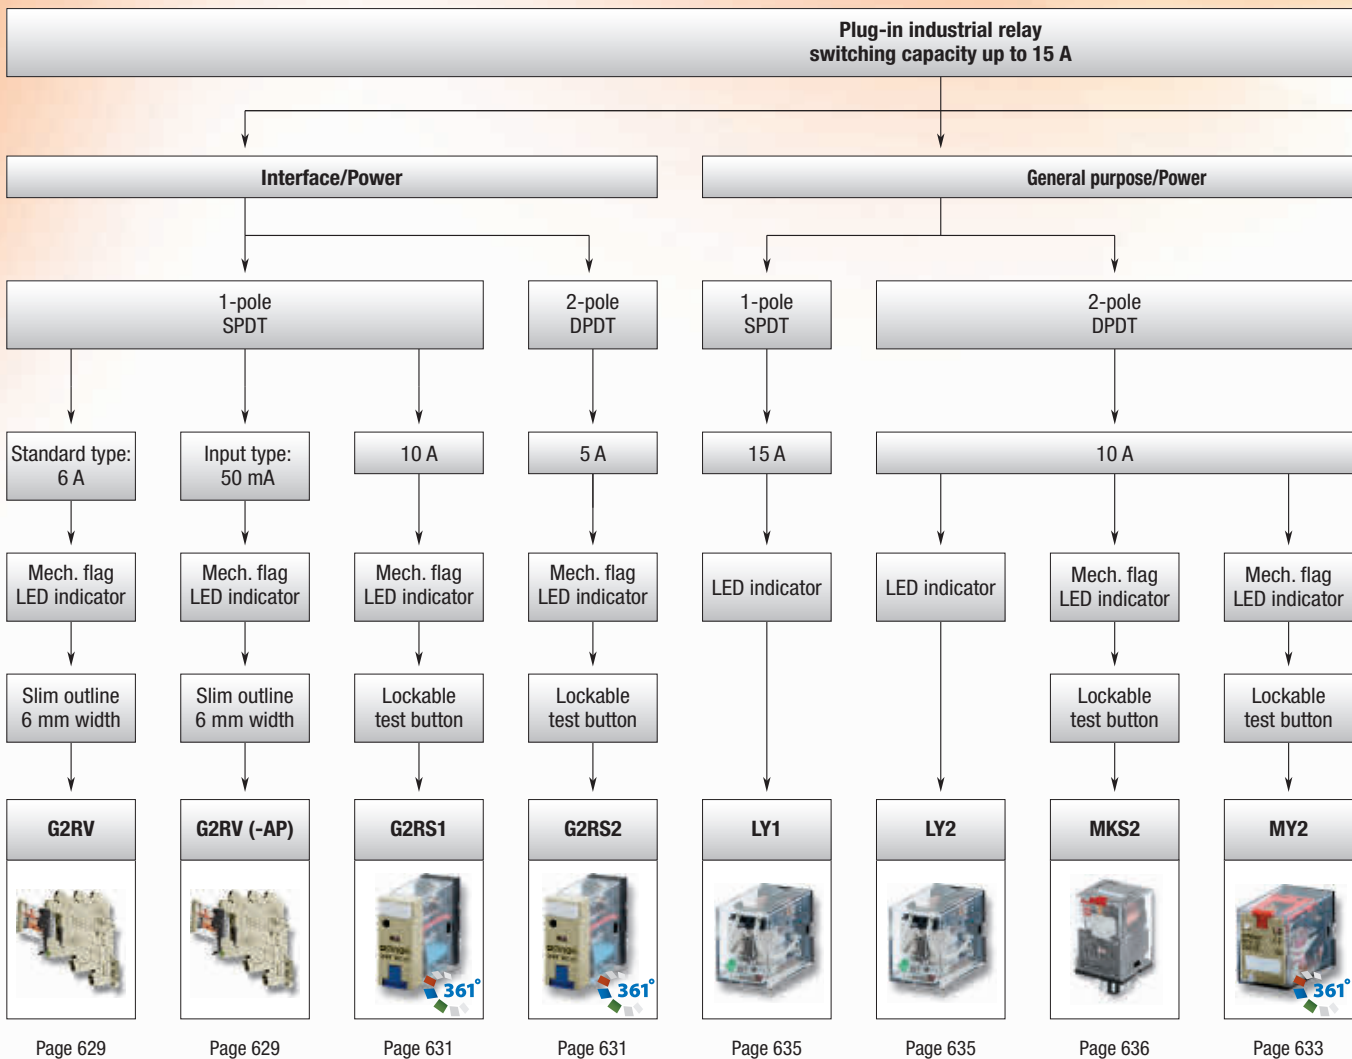 Plug-in industrial relay
switching capacity up to 15 A
Interface/Power
General purpose/Power
1-pole
SPDT
2-pole
DPDT
1-pole
SPDT
2-pole
DPDT
Standard type:
6 A
Input type:
50 mA
10 A
5 A
15 A
10 A
Mech. flag
LED indicator
Mech. flag
LED indicator
Mech. flag
LED indicator
Mech. flag
LED indicator
LED indicator
LED indicator
Mech. flag
LED indicator
Mech. flag
LED indicator
Slim outline
6 mm width
Slim outline
6 mm width
Lockable
test button
Lockable
test button
Lockable
test button
Lockable
test button
G2RV
G2RV (-AP)
G2RS1
G2RS2
LY1
LY2
MKS2
MY2
361°
361°
361°
Page 629
Page 629
Page 631
Page 631
Page 635
Page 635
Page 636
Page 633